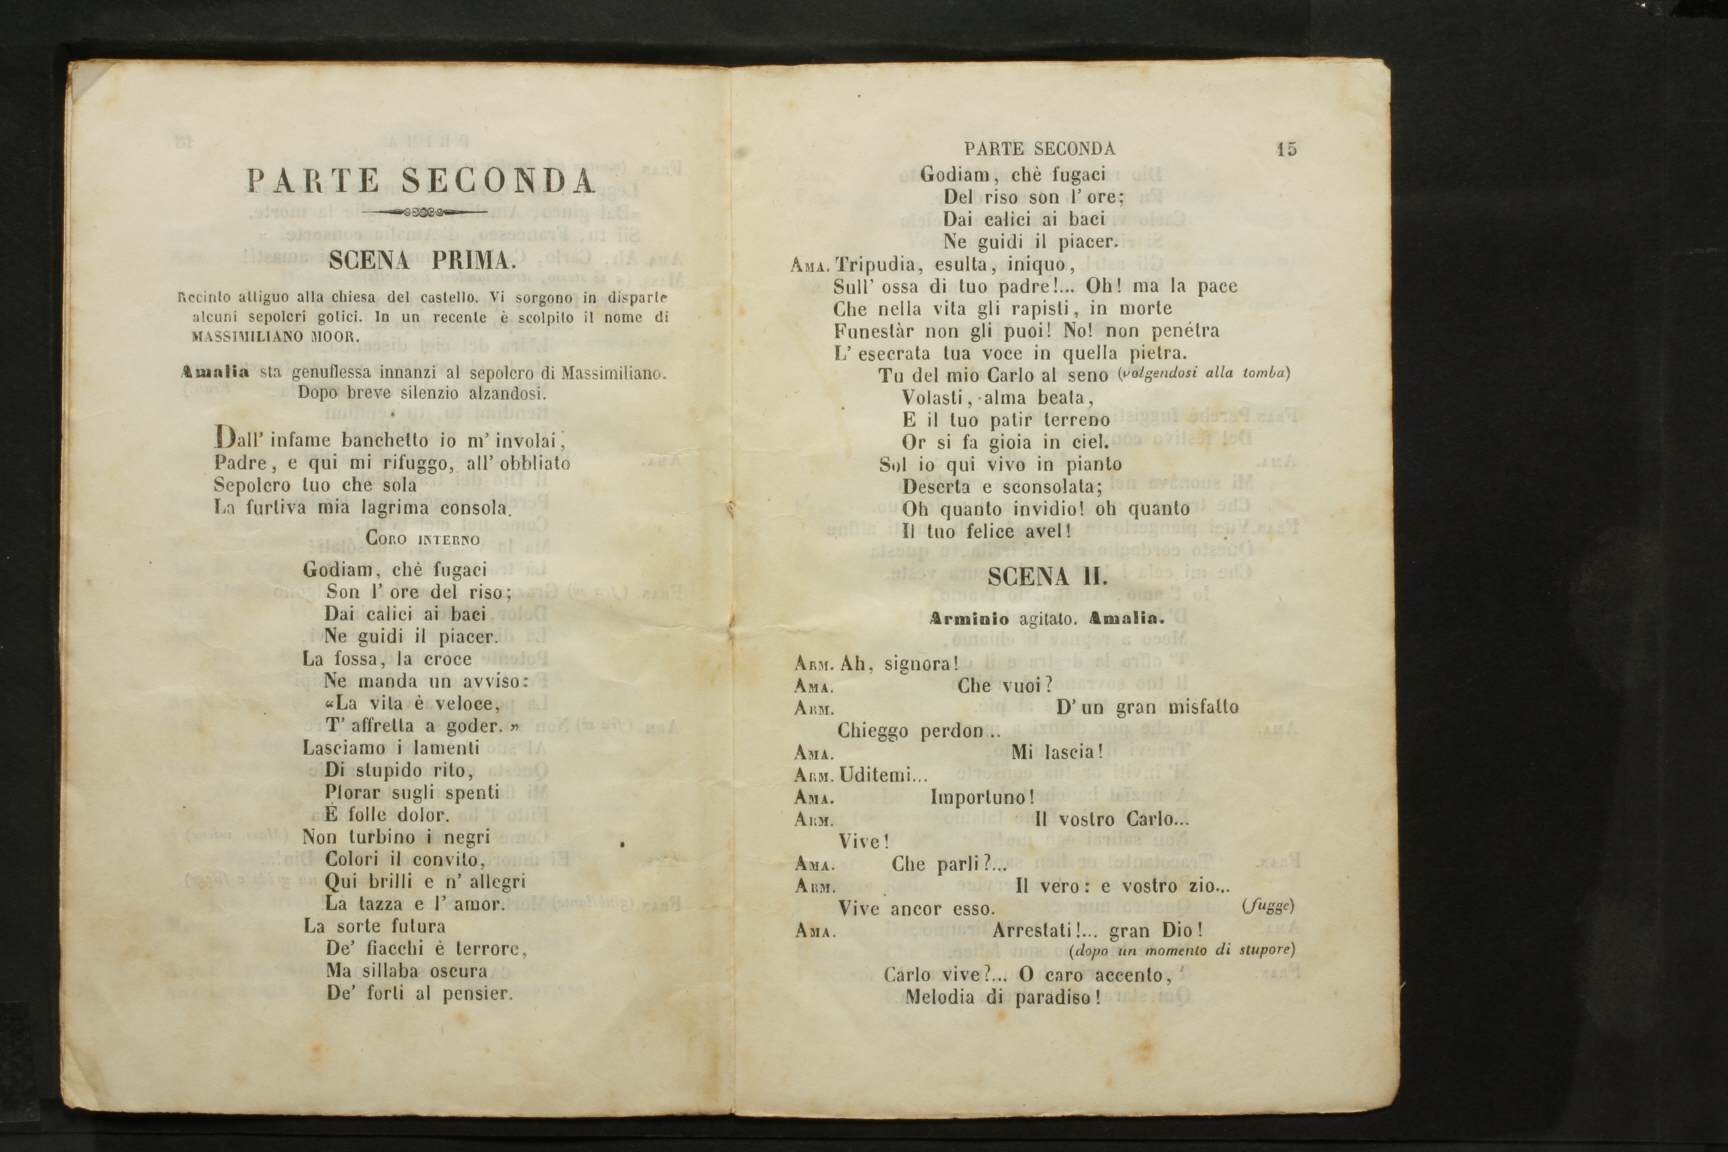 PARTE SECONDA
SCENA PRIMA.
Recinto attiguo alla chiesa del castello. Vi sorgono in disparte
alcuni sepolcri gotici. In un recente è scolpito il nome di
MASSIMILIANO MOOR.
Amalia sta genuflessa innanzi al sepolcro di Massimiliano.
Dopo breve silenzio alzandosi.
Dall' infame banchetto io m' involai,
Padre, e qui mi rifuggo, all' obbliato
Sepolcro tuo che sola
La furtiva mia lagrima consola.
CORO INTERNO
Godiam, chè fugaci
Son l' ore del riso;
Dai calici ai baci
Ne guidi il piacer.
La fossa, la croce
Ne manda un avviso:
«La vita è veloce,
T' affretta a goder.»
Lasciamo i lamenti
Di stupido rito,
Plorar sugli spenti
È folle dolor.
Non turbino i negri
Colori il convito,
Qui brilli e n' allegri
La tazza e l' amor.
La sorte futura
De' fiacchi è terrore,
Ma sillaba oscura
De' forti al pensier.
PARTE SECONDA 15
Godiam, chè fugaci
Del riso son l' ore;
Dai calici ai baci
Ne guidi il piacer.
AMA. Tripudia, esulta, iniquo,
Sull' ossa di tuo padre!... Oh! ma la pace
Che nella vita gli rapisti, in morte
Funestàr non gli puoi! No! non penétra
L' esecrata tua voce in quella pietra.
Tu del mio Carlo al seno (volgendosi alla tomba)
Volasti, alma beata,
E il tuo patir terreno
Or si fa gioia in ciel.
Sol io qui vivo in pianto
Deserta e sconsolata;
Oh quanto invidio! oh quanto
Il tuo felice avel!
SCENA II.
Arminio agitato. Amalia.
ARM. Ah, signora!
AMA. Che vuoi?
ARM. D' un gran misfatto
Chieggo perdon...
AMA. Mi lascia!
ARM. Uditemi...
AMA. Importuno!
ARM. Il vostro Carlo...
Vive!
AMA. Che parli?...
ARM. Il vero: e vostro zio...
Vive ancor esso. (fugge)
AMA. Arrestati!... gran Dio!
(dopo un momento di stupore)
Carlo vive?... O caro accento,
Melodia di paradiso!